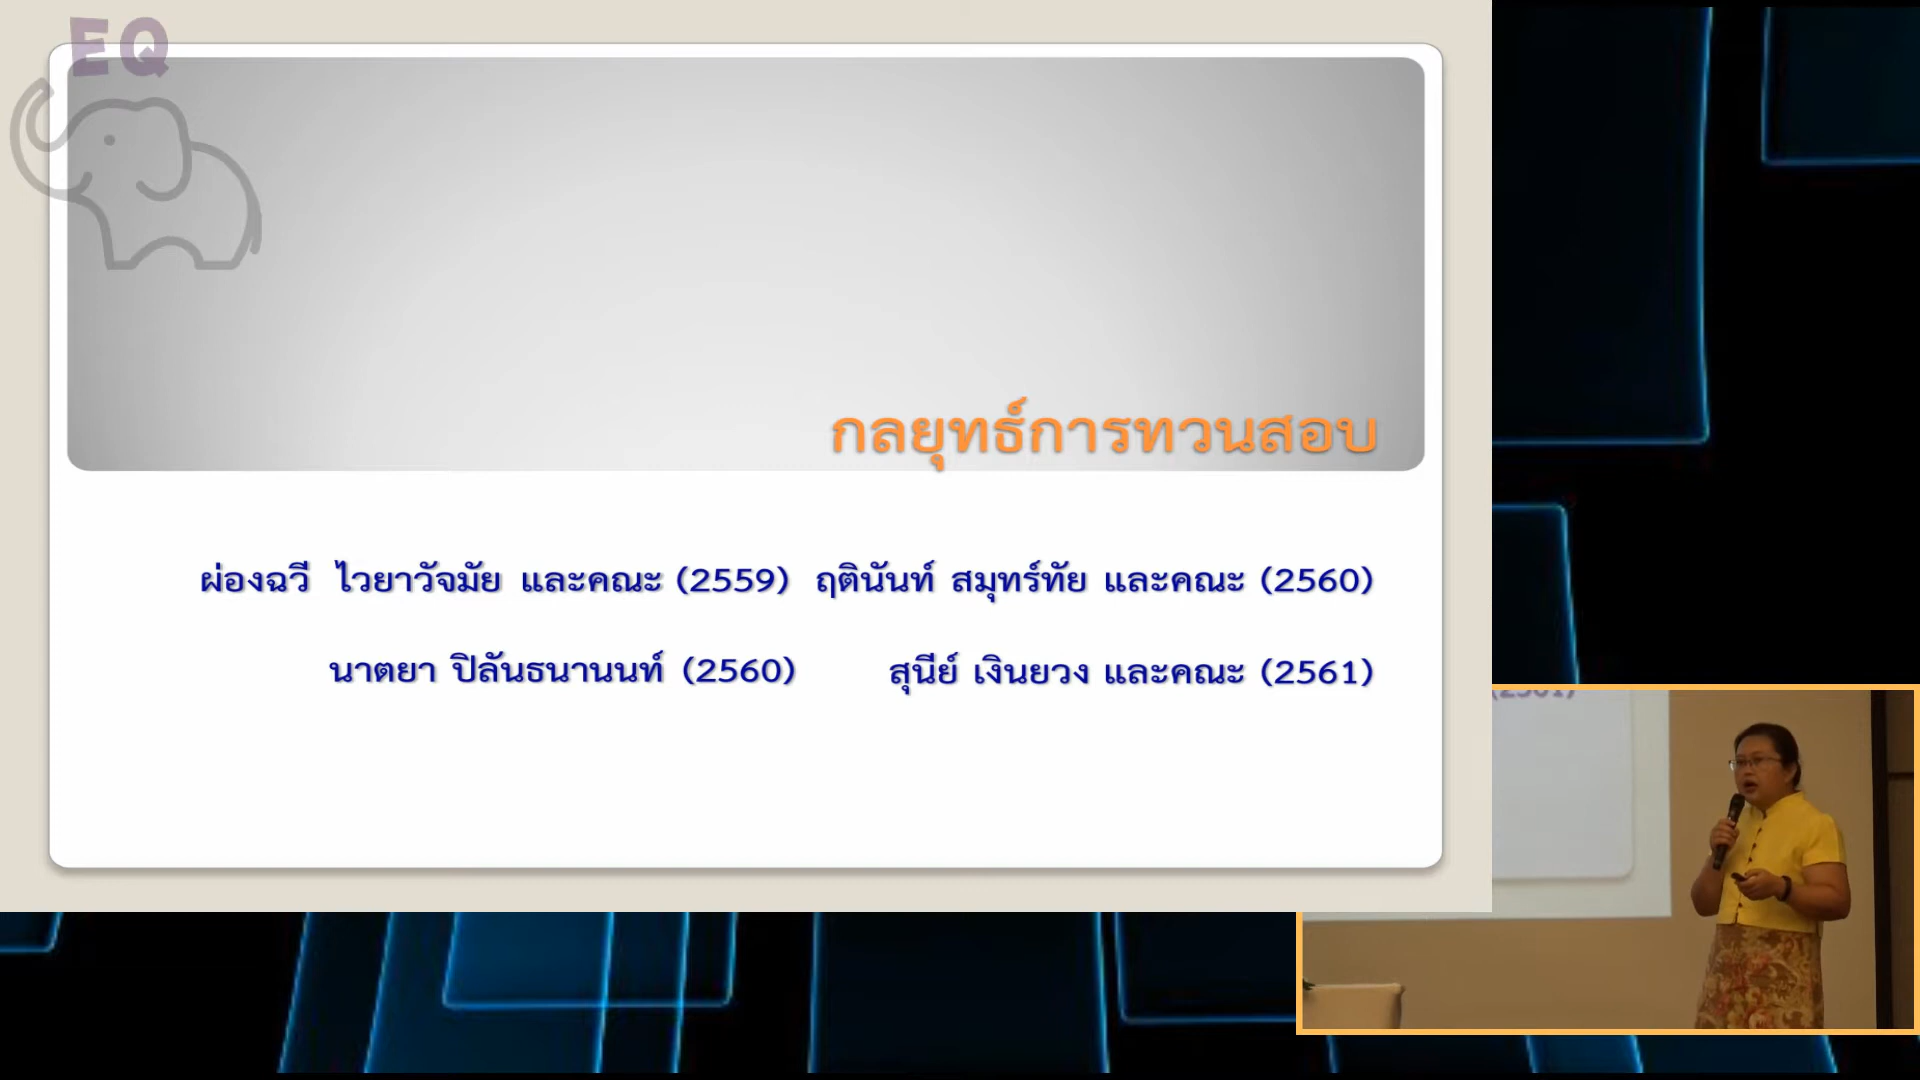 EQ
กลยุทธ์การทวนสอบ
ผ่องฉวี ไวยาวัจมัย และคณะ (2559) ฤตินันท์ สมุทร์ทัย และคณะ (2560)
นาตยา ปิลันธนานนท์ (2560) สุนีย์ เงินยวง และคณะ (2561)
(2561)